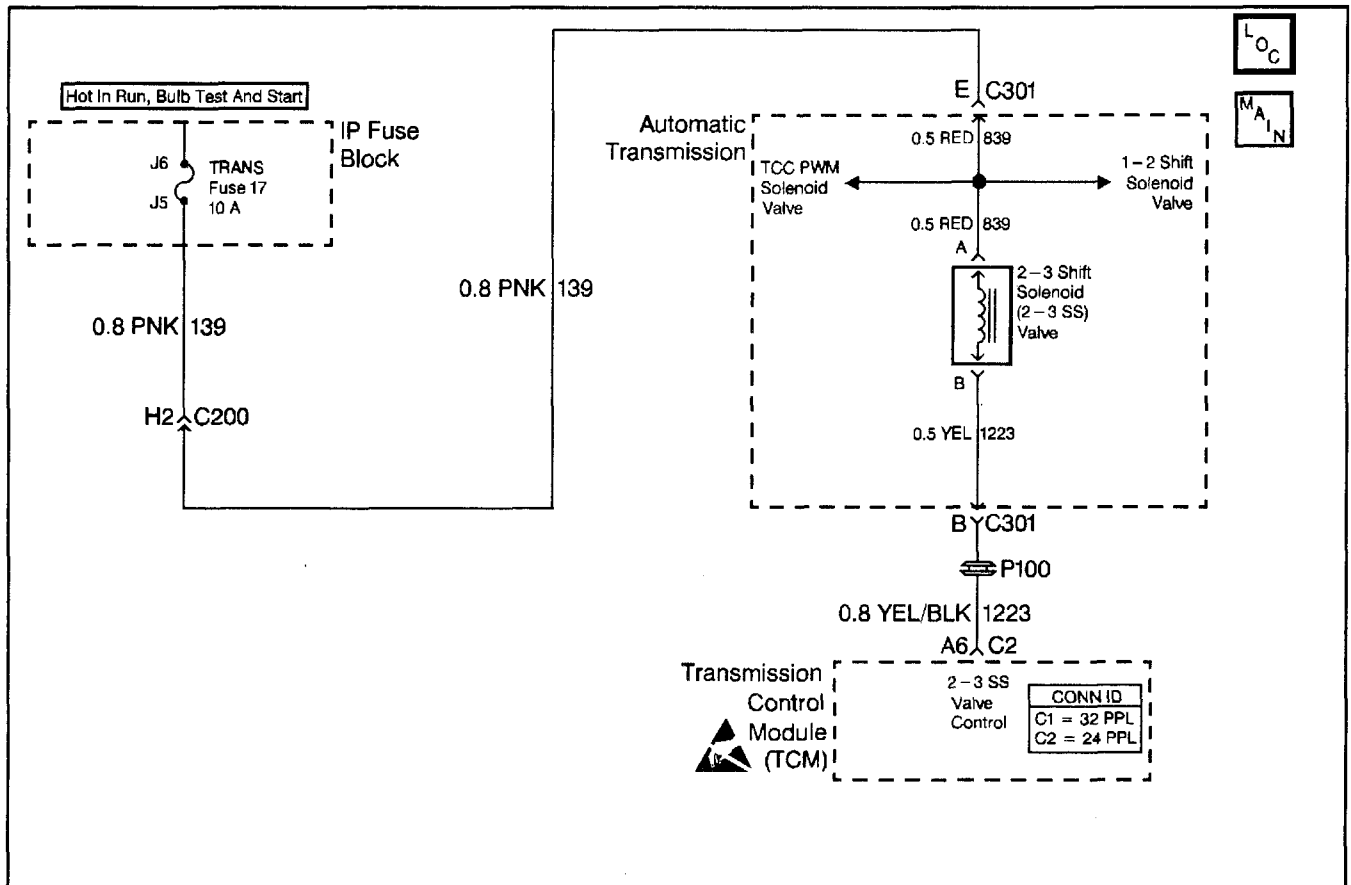 LOC
MAIN
Hot In Run, Bulb Test And Start
IP Fuse
Block
J6
J5
TRANS
Fuse 17
10 A
0.8 PNK 139
H2 C200
0.8 PNK 139
E C301
Automatic
Transmission
0.5 RED 839
TCC PWM
Solenoid
Valve
1-2 Shift
Solenoid
Valve
0.5 RED 839
A
2-3 Shift
Solenoid
(2-3 SS)
Valve
B
0.5 YEL 1223
B C301
P100
0.8 YEL/BLK 1223
A6 C2
Transmission
Control
Module
(TCM)
2-3 SS
Valve
Control
CONN ID
C1 = 32 PPL
C2 = 24 PPL